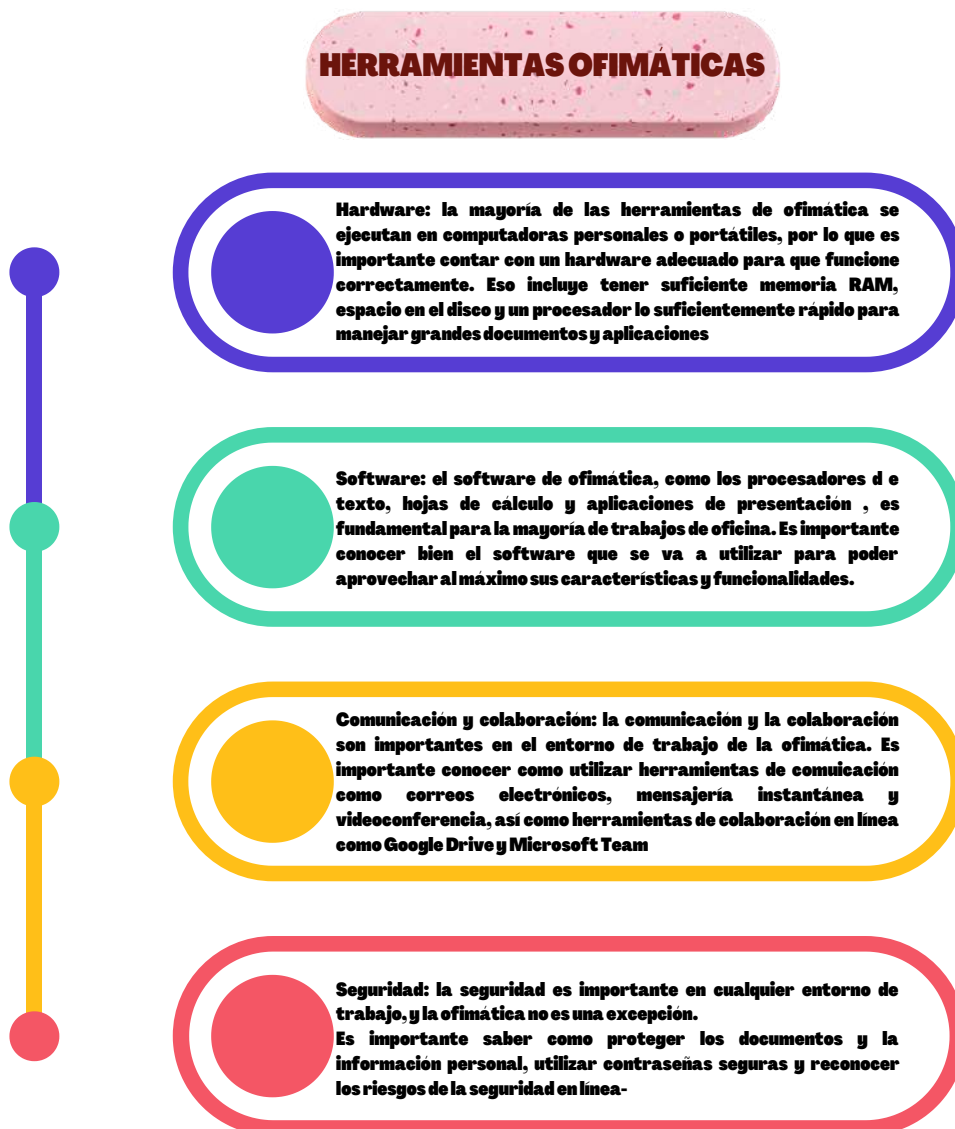 HERRAMIENTAS OFIMÁTICAS
Hardware: la mayoría de las herramientas de ofimática se
ejecutan en computadoras personales o portátiles, por lo que es
importante contar con un hardware adecuado para que funcione
correctamente. Eso incluye tener suficiente memoria RAM,
espacio en el disco y un procesador lo suficientemente rápido para
manejar grandes documentos y aplicaciones
Software: el software de ofimática, como los procesadores d e
texto, hojas de cálculo y aplicaciones de presentación , es
fundamental para la mayoría de trabajos de oficina. Es importante
conocer bien el software que se va a utilizar para poder
aprovechar al máximo sus características y funcionalidades.
Comunicación y colaboración: la comunicación y la colaboración
son importantes en el entorno de trabajo de la ofimática. Es
importante conocer como utilizar herramientas de comuicación
como correos electrónicos, mensajería instantánea y
videoconferencia, así como herramientas de colaboración en línea
como Google Drive y Microsoft Team
Seguridad: la seguridad es importante en cualquier entorno de
trabajo, y la ofimática no es una excepción.
Es importante saber como proteger los documentos y la
información personal, utilizar contraseñas seguras y reconocer
los riesgos de la seguridad en línea-